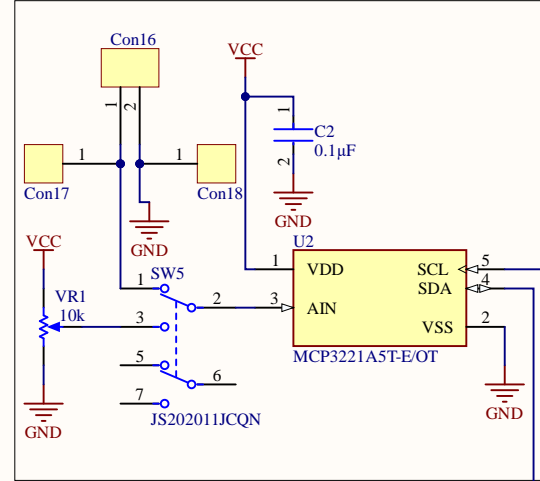 Con16
VCC
1
2
1
C2
0.1µF
2
1
1
Con17
Con18
GND
GND
U2
VCC
SW5
1
VDD
SCL
5
SDA
4
VR1
10k
1
2
3
AIN
3
VSS
2
MCP3221A5T-E/OT
5
6
7
JS202011JCQN
GND
GND